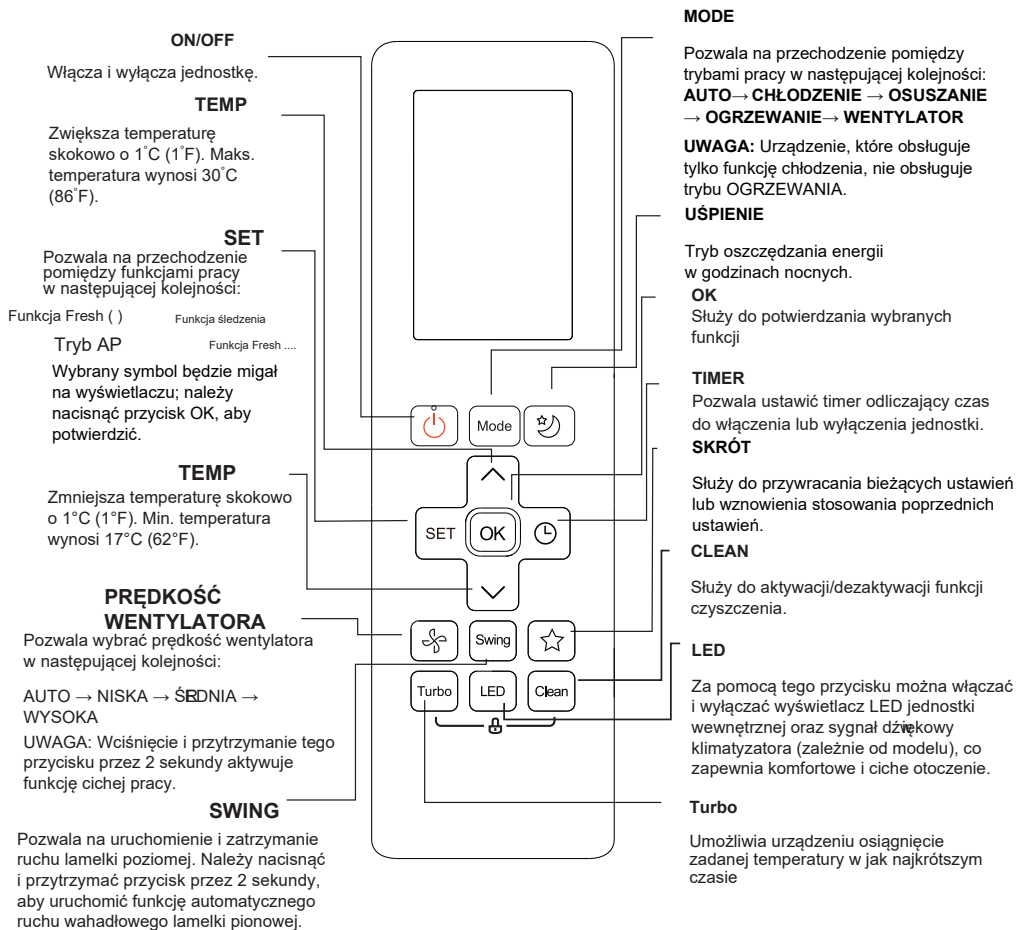 ON/OFF
Włącza i wyłącza jednostkę.
TEMP
Zwiększa temperaturę
skokowo o 1°C (1°F). Maks.
temperatura wynosi 30°C
(86°F).
SET
Pozwala na przechodzenie
pomiędzy funkcjami pracy
w następującej kolejności:
Funkcja Fresh ( ) Funkcja śledzenia
Tryb AP Funkcja Fresh ....
Wybrany symbol będzie migał
na wyświetlaczu; należy
nacisnąć przycisk OK, aby
potwierdzić.
TEMP
Zmniejsza temperaturę skokowo
o 1°C (1°F). Min. temperatura
wynosi 17°C (62°F).
PRĘDKOŚĆ
WENTYLATORA
Pozwala wybrać prędkość wentylatora
w następującej kolejności:
AUTO → NISKA → ŚREDNIA →
WYSOKA
UWAGA: Wciśnięcie i przytrzymanie tego
przycisku przez 2 sekundy aktywuje
funkcję cichej pracy.
SWING
Pozwala na uruchomienie i zatrzymanie
ruchu lamelki poziomej. Należy nacisnąć
i przytrzymać przycisk przez 2 sekundy,
aby uruchomić funkcję automatycznego
ruchu wahadłowego lamelki pionowej.
Mode
SET
OK
Swing
Turbo
LED
Clean
MODE
Pozwala na przechodzenie pomiędzy
trybami pracy w następującej kolejności:
AUTO→ CHŁODZENIE → OSUSZANIE
→ OGRZEWANIE→ WENTYLATOR
UWAGA: Urządzenie, które obsługuje
tylko funkcję chłodzenia, nie obsługuje
trybu OGRZEWANIA.
UŚPIENIE
Tryb oszczędzania energii
w godzinach nocnych.
OK
Służy do potwierdzania wybranych
funkcji
TIMER
Pozwala ustawić timer odliczający czas
do włączenia lub wyłączenia jednostki.
SKRÓT
Służy do przywracania bieżących ustawień
lub wznowienia stosowania poprzednich
ustawień.
CLEAN
Służy do aktywacji/dezaktywacji funkcji
czyszczenia.
LED
Za pomocą tego przycisku można włączać
i wyłączać wyświetlacz LED jednostki
wewnętrznej oraz sygnał dźwiękowy
klimatyzatora (zależnie od modelu), co
zapewnia komfortowe i ciche otoczenie.
Turbo
Umożliwia urządzeniu osiągnięcie
zadanej temperatury w jak najkrótszym
czasie